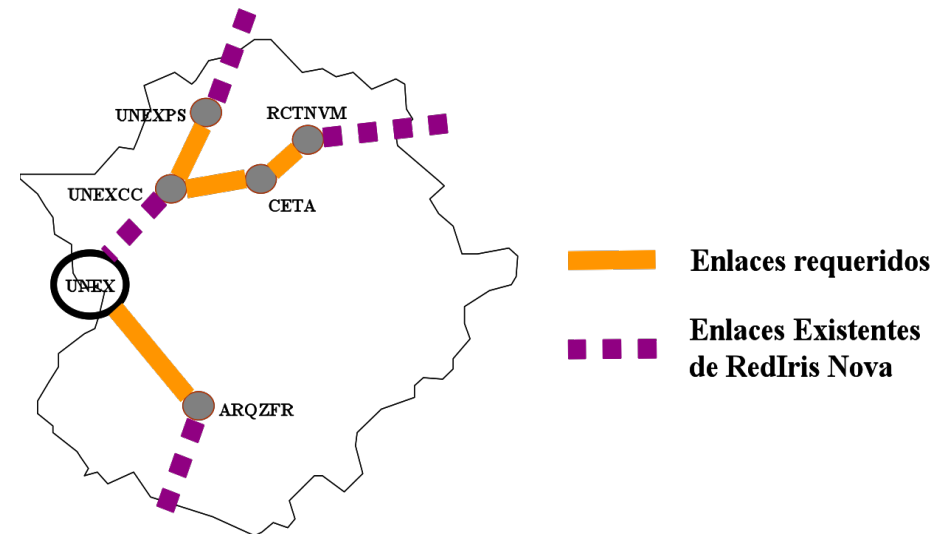 UNEXPS
RCTNVM
UNEXCC
CETA
UNEX
ARQZFR
Enlaces requeridos
Enlaces Existentes
de RedIris Nova